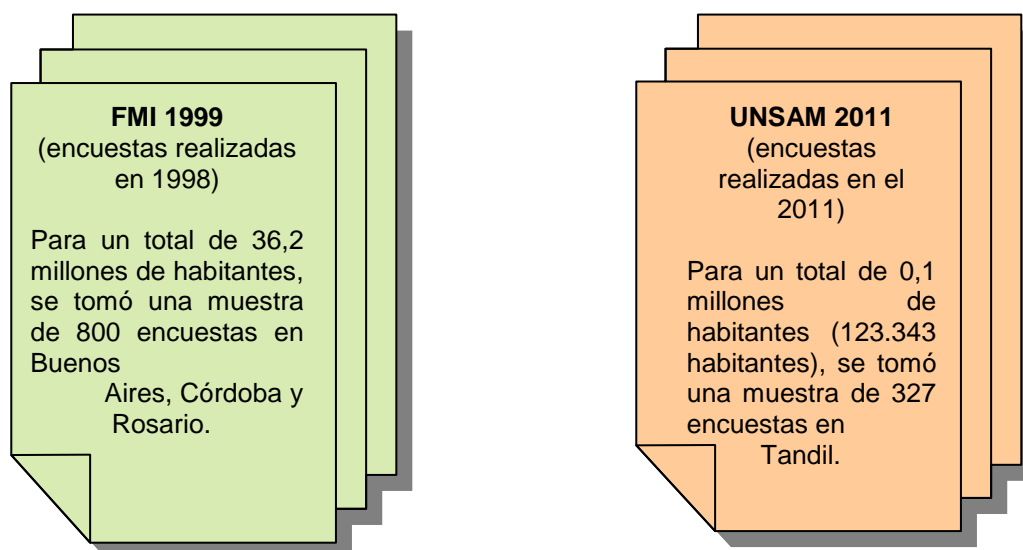 FMI 1999
(encuestas realizadas
en 1998)
Para un total de 36,2
millones de habitantes,
se tomó una muestra
de 800 encuestas en
Buenos
Aires, Córdoba y
Rosario.
UNSAM 2011
(encuestas
realizadas en el
2011)
Para un total de 0,1
millones de
habitantes (123.343
habitantes), se tomó
una muestra de 327
encuestas en
Tandil.